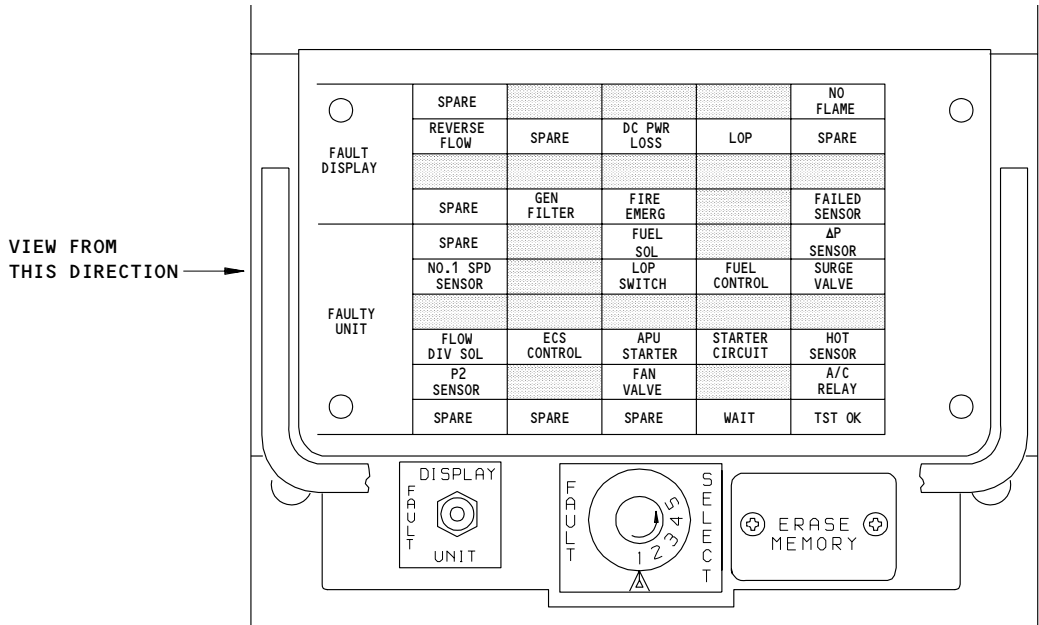 SPARE
NO
FLAME
FAULT
DISPLAY
REVERSE
FLOW
SPARE
DC PWR
LOSS
LOP
SPARE
SPARE
GEN
FILTER
FIRE
EMERG
FAILED
SENSOR
VIEW FROM
THIS DIRECTION
FAULTY
UNIT
SPARE
FUEL
SOL
ΔP
SENSOR
NO.1 SPD
SENSOR
LOP
SWITCH
FUEL
CONTROL
SURGE
VALVE
FLOW
DIV SOL
ECS
CONTROL
APU
STARTER
STARTER
CIRCUIT
HOT
SENSOR
P2
SENSOR
FAN
VALVE
A/C
RELAY
SPARE
SPARE
SPARE
WAIT
TST OK
FAULT
DISPLAY
UNIT
FAULT
1 2 3 4 5
SELECT
ERASE
MEMORY